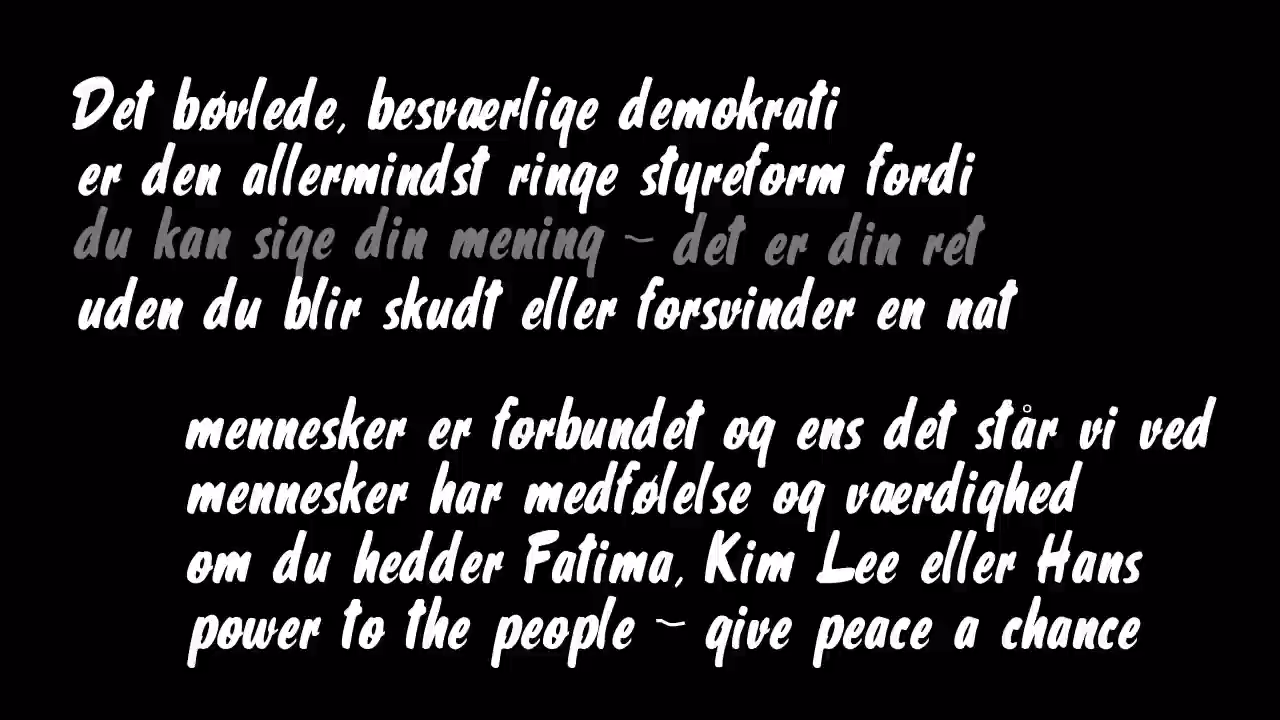 Det bøvlede, besværlige demokrati
er den allermindst ringe styreform fordi
du kan sige din mening ~ det er din ret
uden du blir skudt eller forsvinder en nat
mennesker er forbundet og ens det står vi ved
mennesker har medfølelse og værdighed
om du hedder Fatima, Kim Lee eller Hans
power to the people ~ give peace a chance